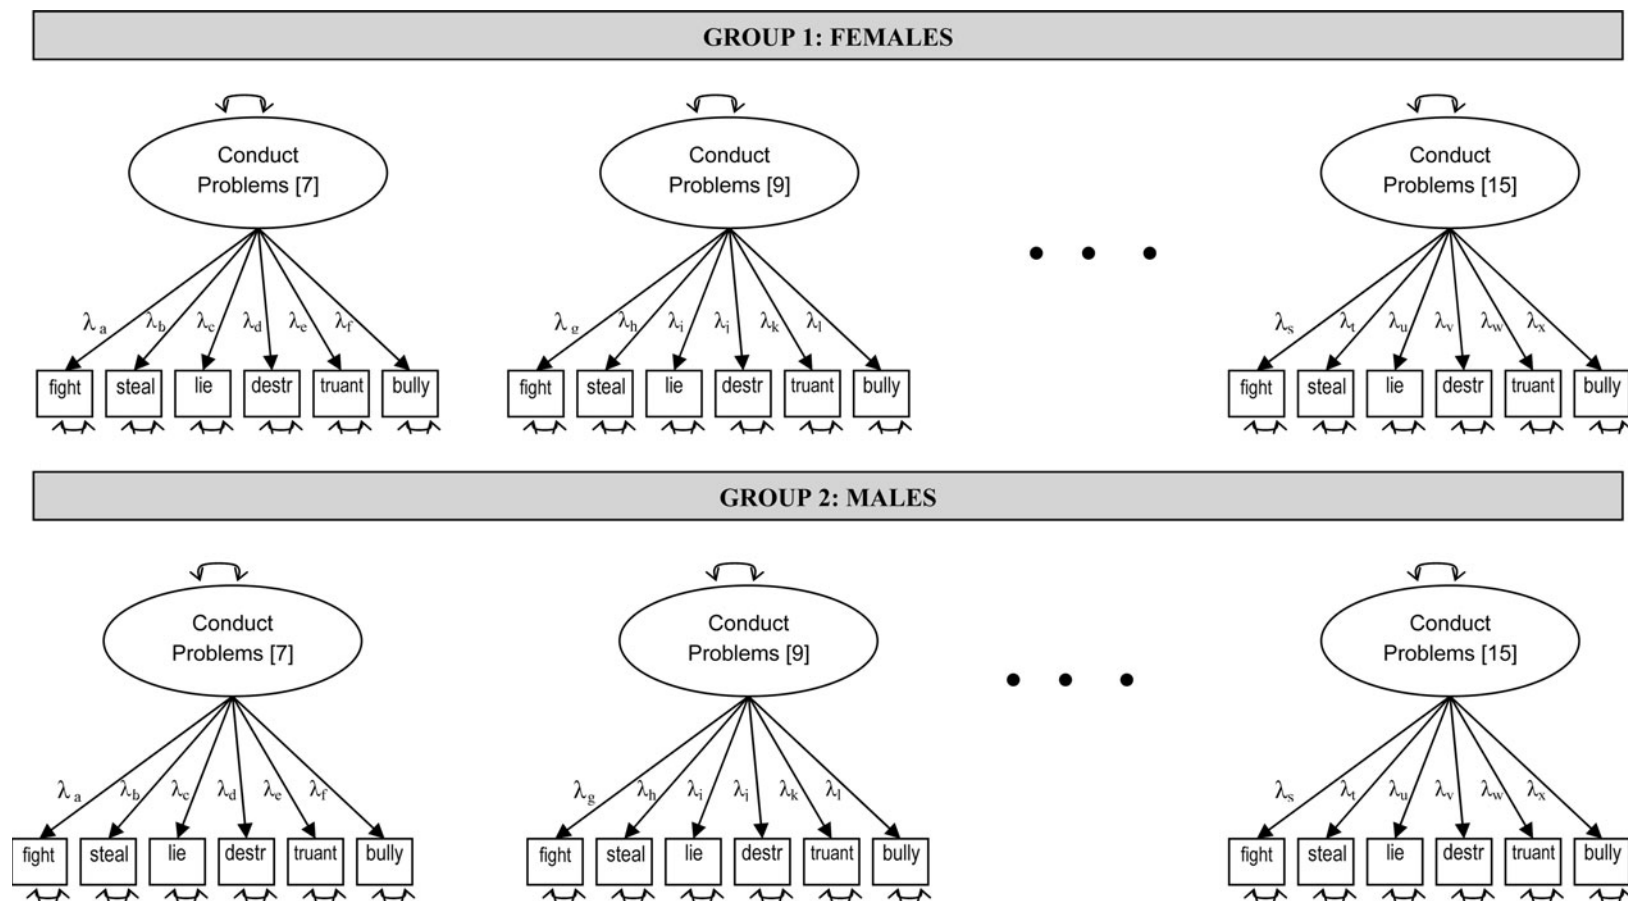 GROUP 1: FEMALES
Conduct Problems [7]
Conduct Problems [9]
Conduct Problems [15]
λa λb λc λd λe λf
λg λh λi λj λk λl
λs λt λu λv λw λx
fight steal lie destr truant bully
fight steal lie destr truant bully
fight steal lie destr truant bully
GROUP 2: MALES
Conduct Problems [7]
Conduct Problems [9]
Conduct Problems [15]
λa λb λc λd λe λf
λg λh λi λj λk λl
λs λt λu λv λw λx
fight steal lie destr truant bully
fight steal lie destr truant bully
fight steal lie destr truant bully